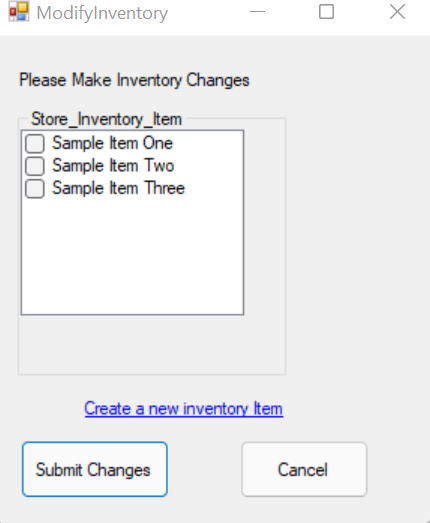 ModifyInventory
Please Make Inventory Changes
Store_Inventory_Item
Sample Item One
Sample Item Two
Sample Item Three
Create a new inventory Item
Submit Changes
Cancel